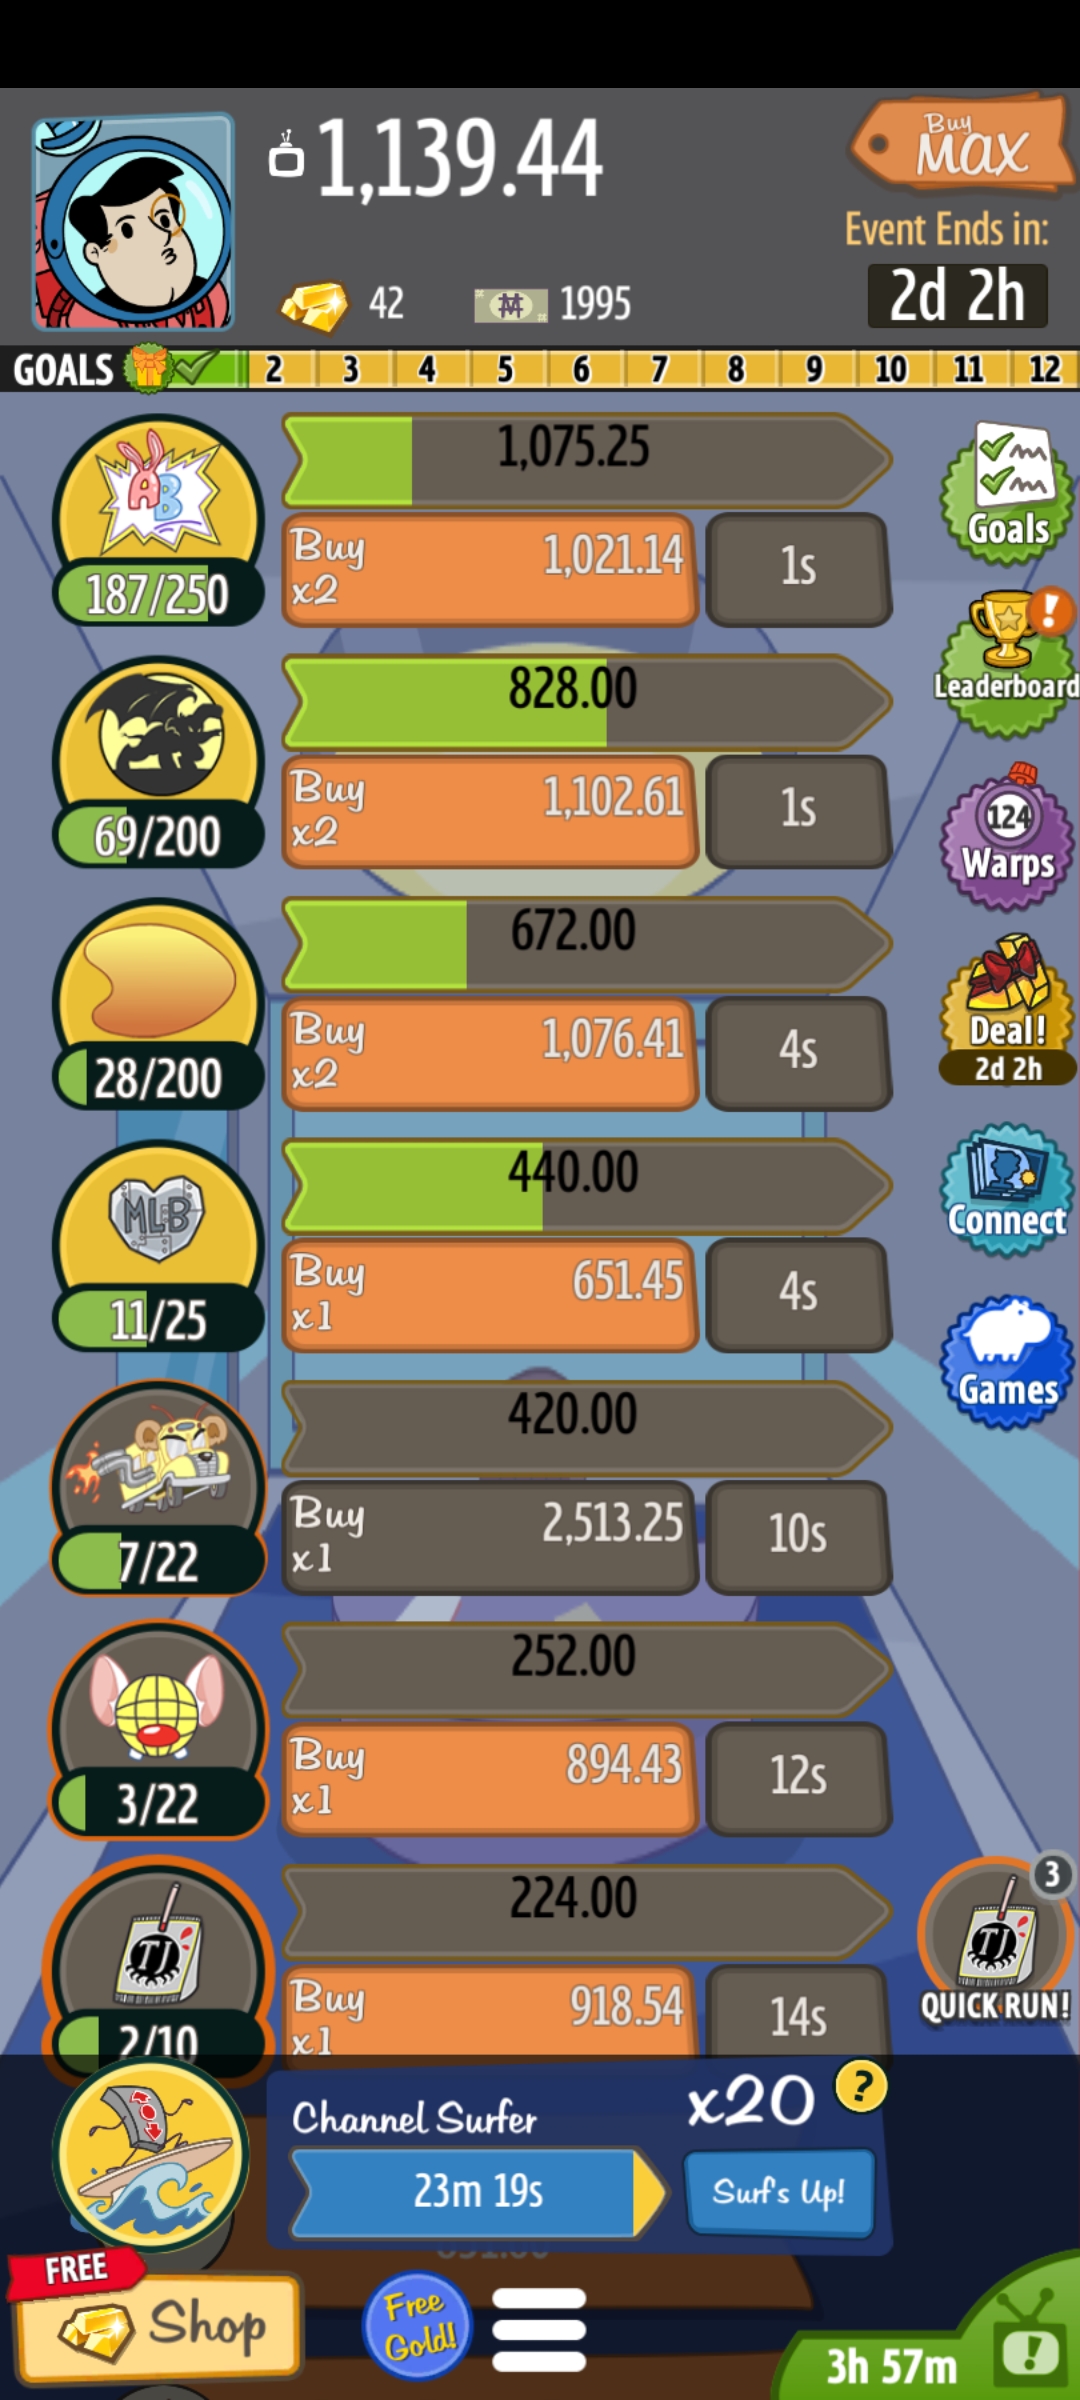 1,139.44
Buy
MAX
Event Ends in:
42
1995
2d 2h
GOALS 2 3 4 5 6 7 8 9 10 11 12
AB
1,075.25
Buy
x2
1,021.14
1s
187/250
Goals
828.00
Buy
x2
1,102.61
1s
69/200
Leaderboard
!
124
Warps
672.00
Buy
x2
1,076.41
4s
28/200
Deal!
2d 2h
MLB
440.00
Buy
x1
651.45
4s
11/25
Connect
420.00
Buy
x1
2,513.25
10s
7/22
Games
252.00
Buy
x1
894.43
12s
3/22
TJ
224.00
Buy
x1
918.54
14s
2/10
3
TJ
QUICK RUN!
Channel Surfer
x20
?
23m 19s
Surf's Up!
FREE
Shop
Free
Gold!
3h 57m
!